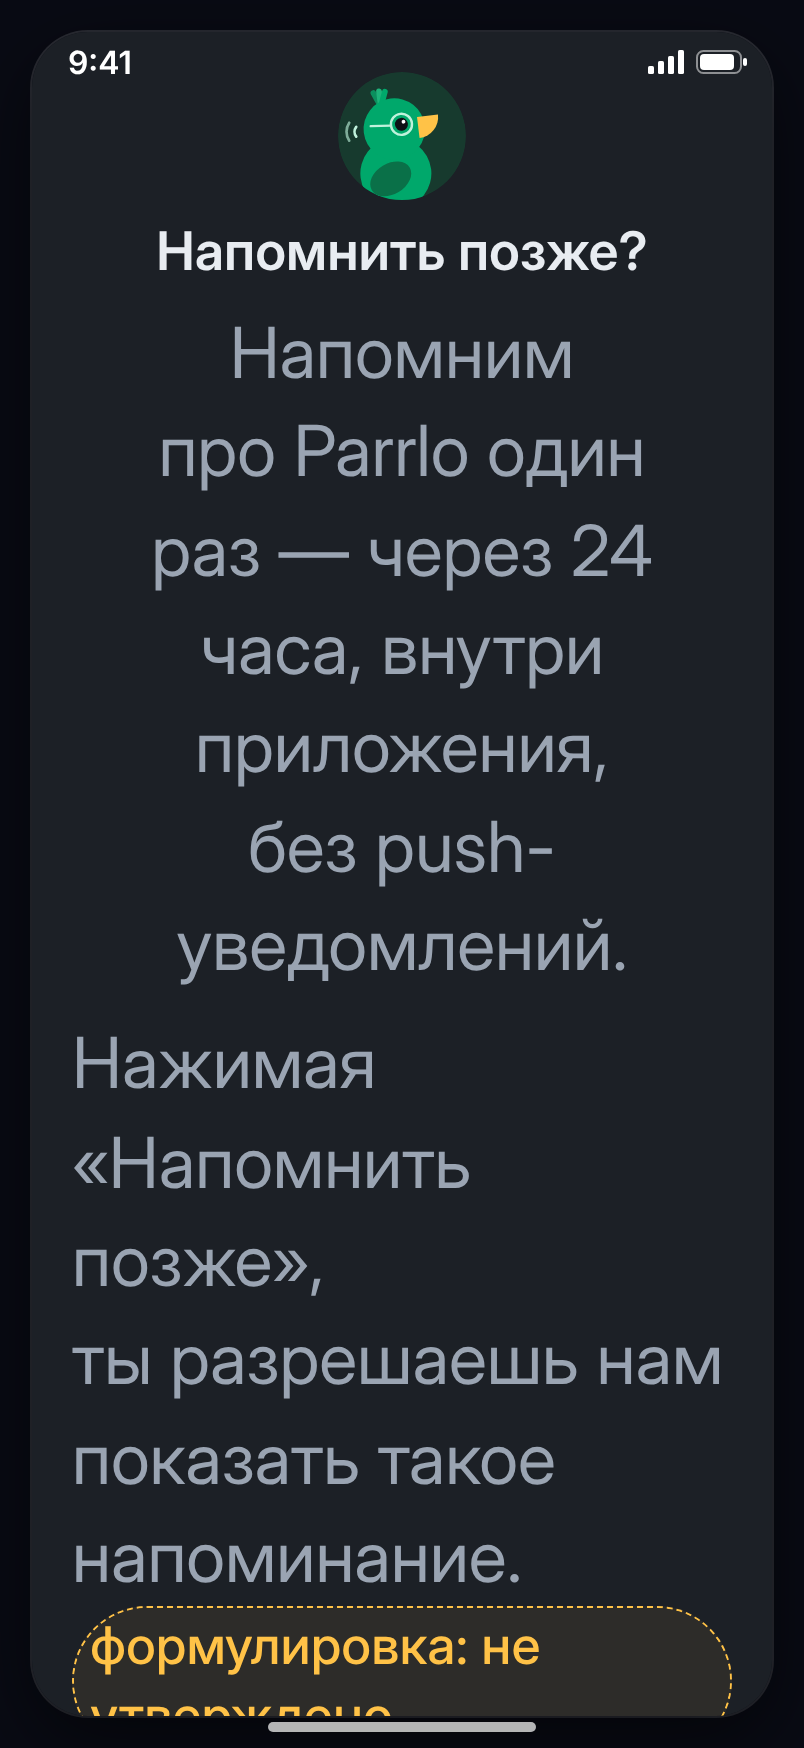 9:41
Напомнить позже?
Напомним
про Parrlo один
раз — через 24
часа, внутри
приложения,
без push-
уведомлений.
Нажимая
«Напомнить
позже»,
ты разрешаешь нам
показать такое
напоминание.
формулировка: не
утверждено